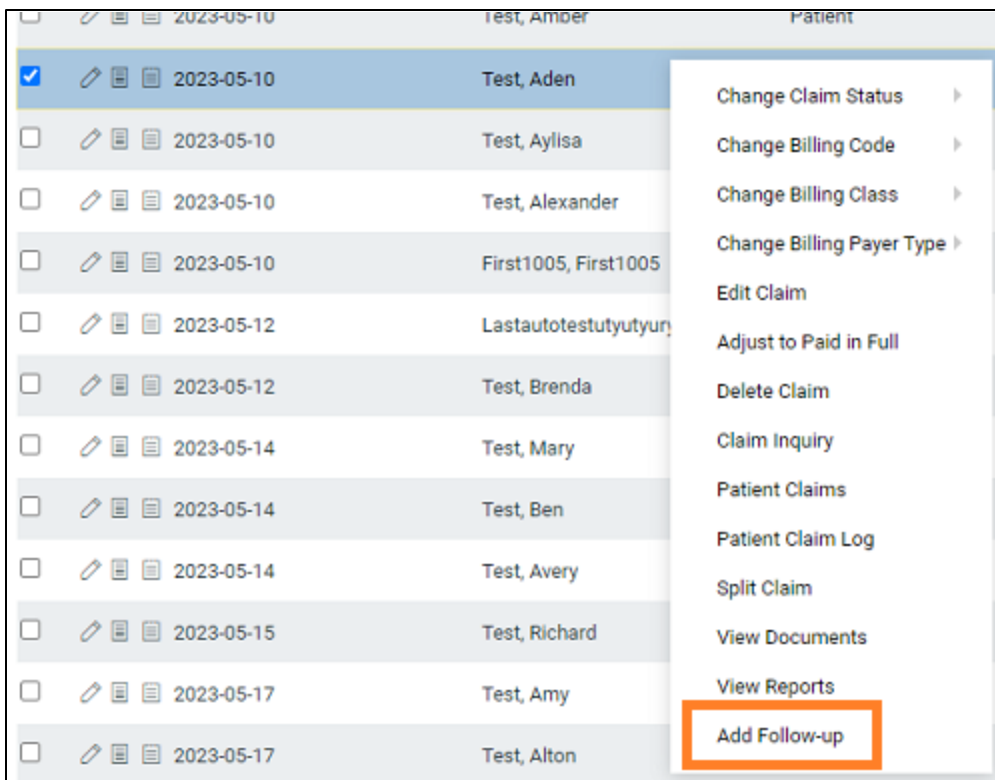 2023-05-10 Test, Amber Patient
2023-05-10 Test, Aden
2023-05-10 Test, Aylisa
2023-05-10 Test, Alexander
2023-05-10 First1005, First1005
2023-05-12 Lastautotestutyutyury
2023-05-12 Test, Brenda
2023-05-14 Test, Mary
2023-05-14 Test, Ben
2023-05-14 Test, Avery
2023-05-15 Test, Richard
2023-05-17 Test, Amy
2023-05-17 Test, Alton
Change Claim Status
Change Billing Code
Change Billing Class
Change Billing Payer Type
Edit Claim
Adjust to Paid in Full
Delete Claim
Claim Inquiry
Patient Claims
Patient Claim Log
Split Claim
View Documents
View Reports
Add Follow-up